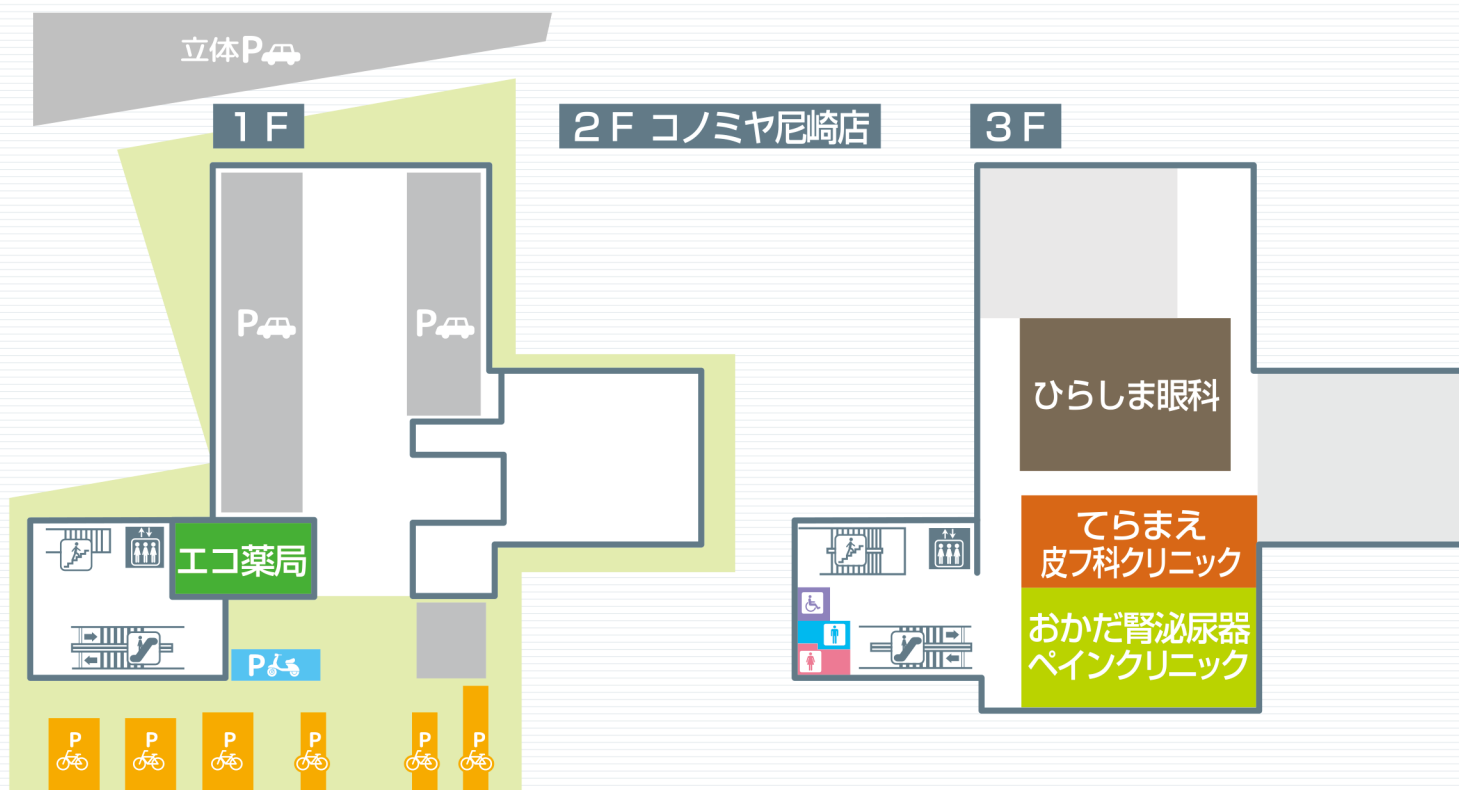 立体P
1F
2F コノミヤ尼崎店
3F
P
P
ひらしま眼科
エコ薬局
てらまえ
皮フ科クリニック
おかだ腎泌尿器
ペインクリニック
P
P
P
P
P
P
P